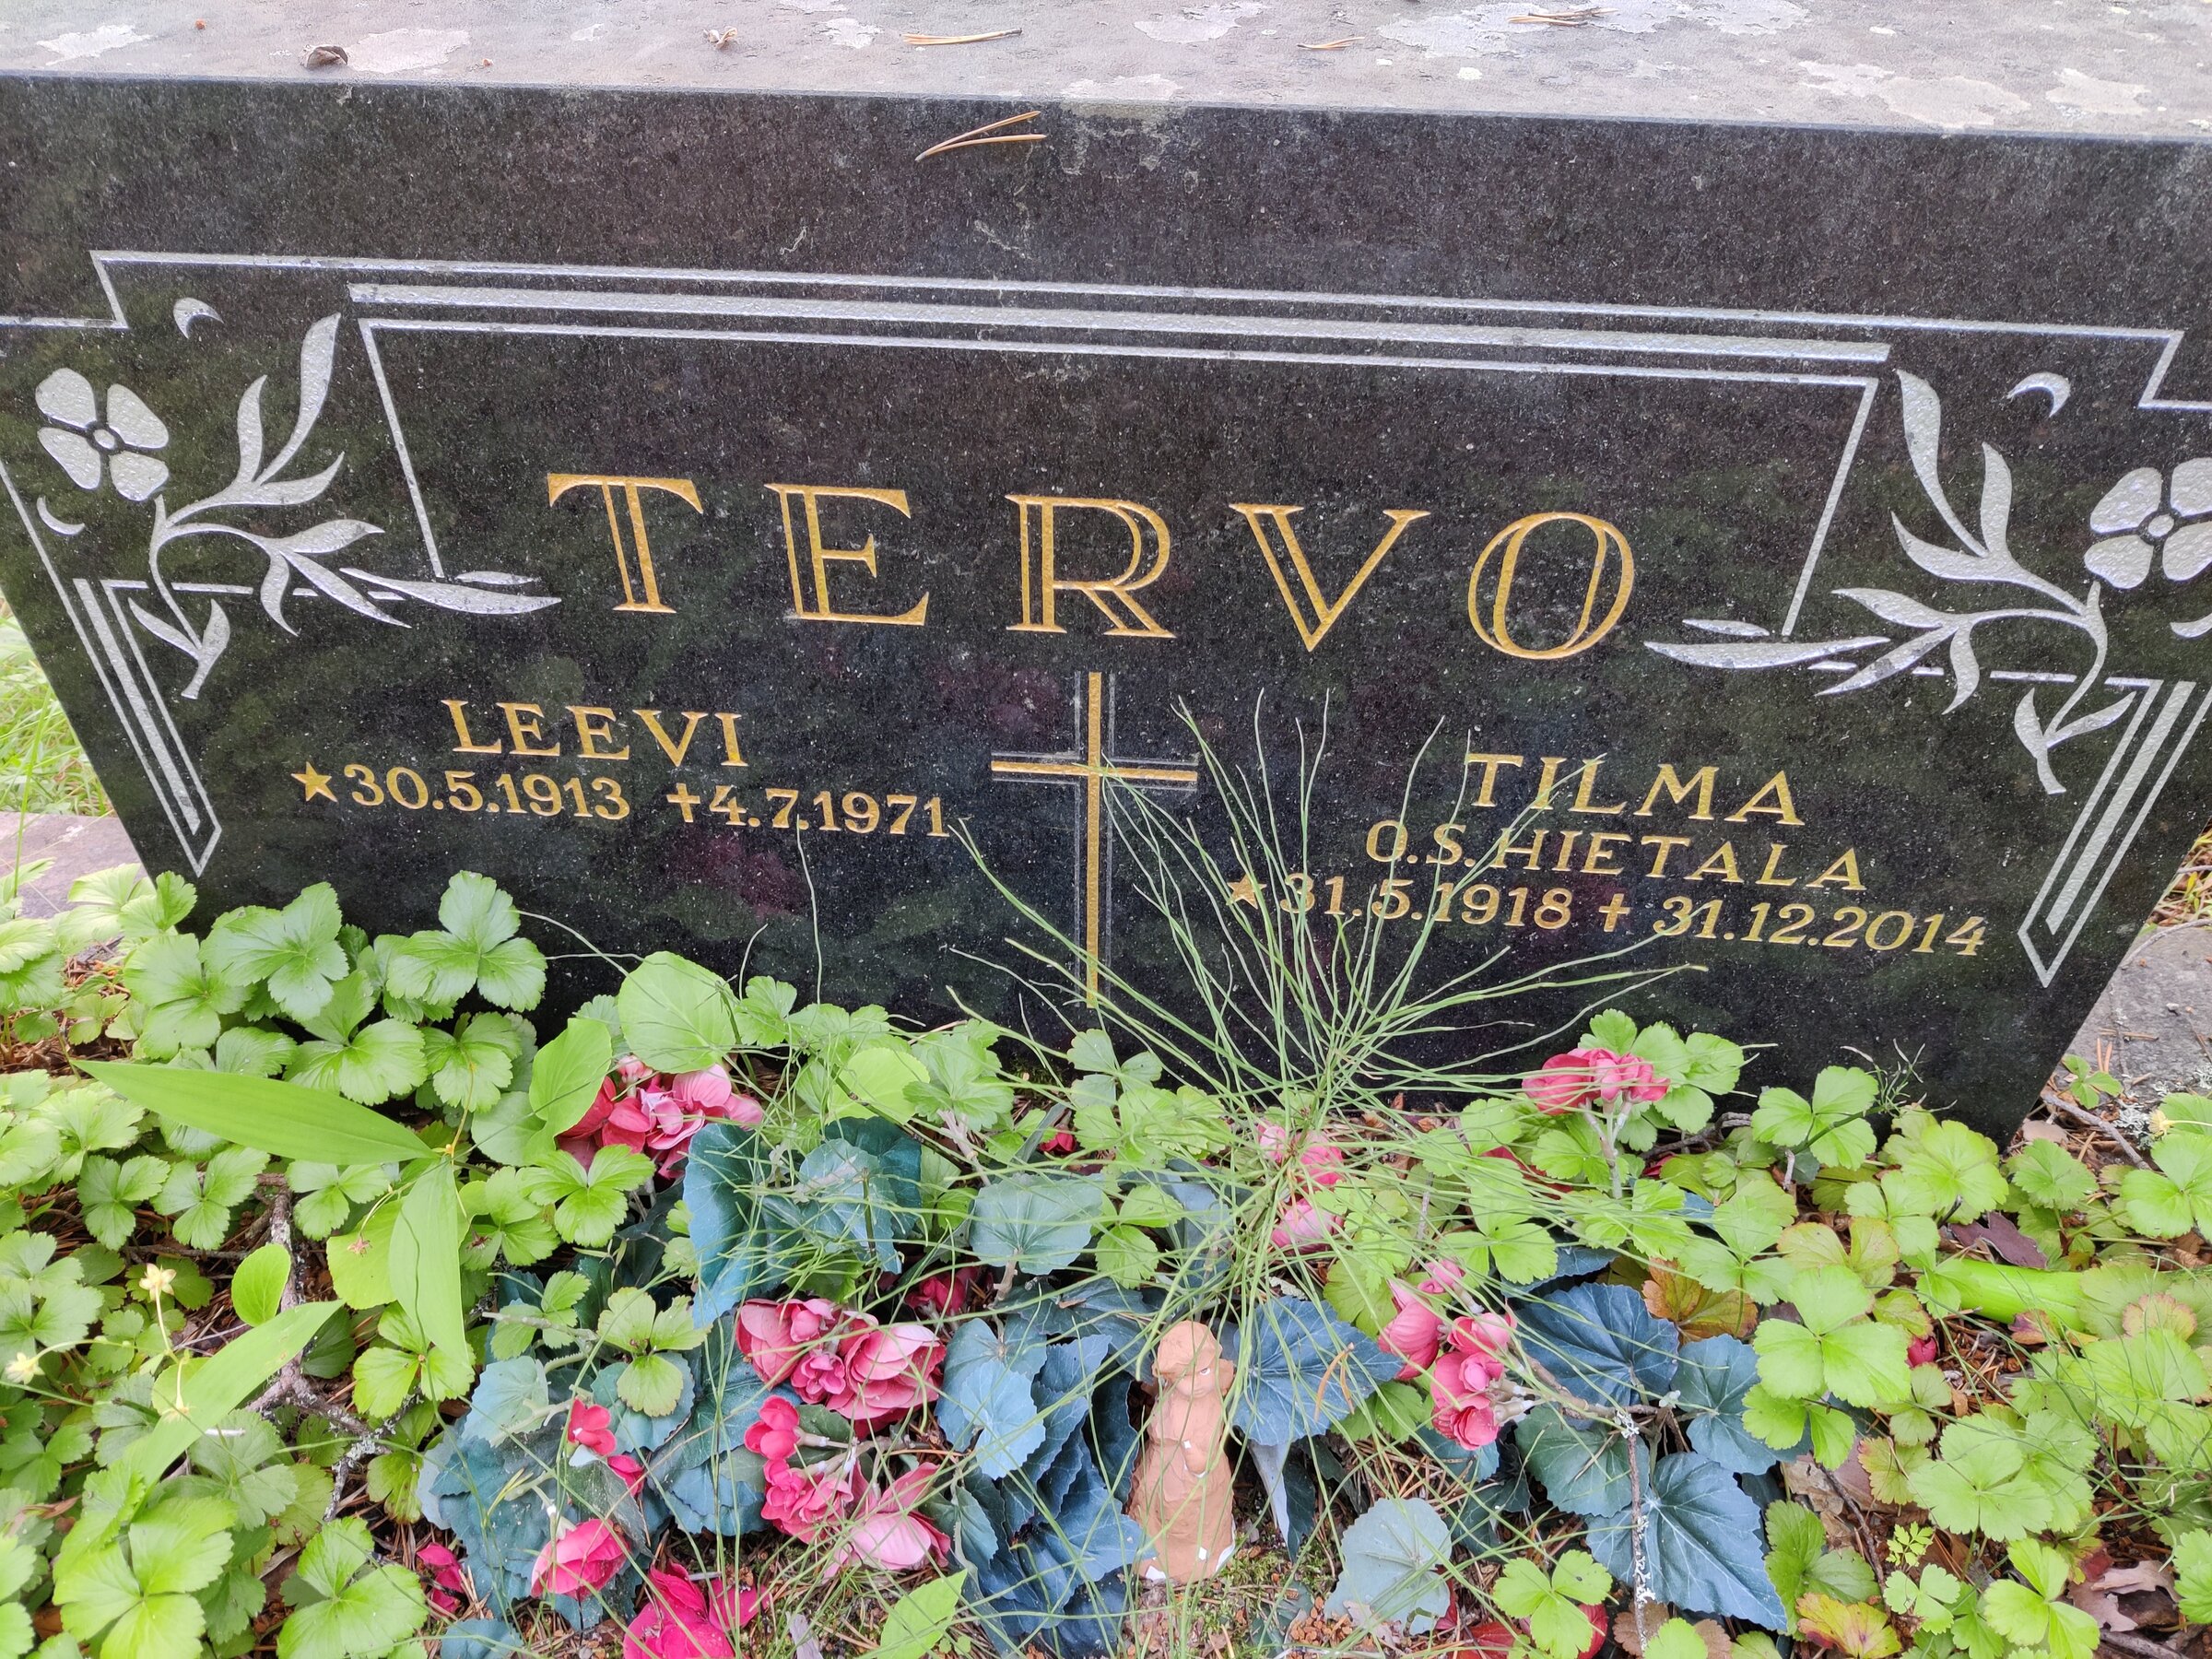 TERVO
LEEVI
★30.5.1913 ✝4.7.1971
TILMA
O.S. HIETALA
★31.5.1918 ✝31.12.2014